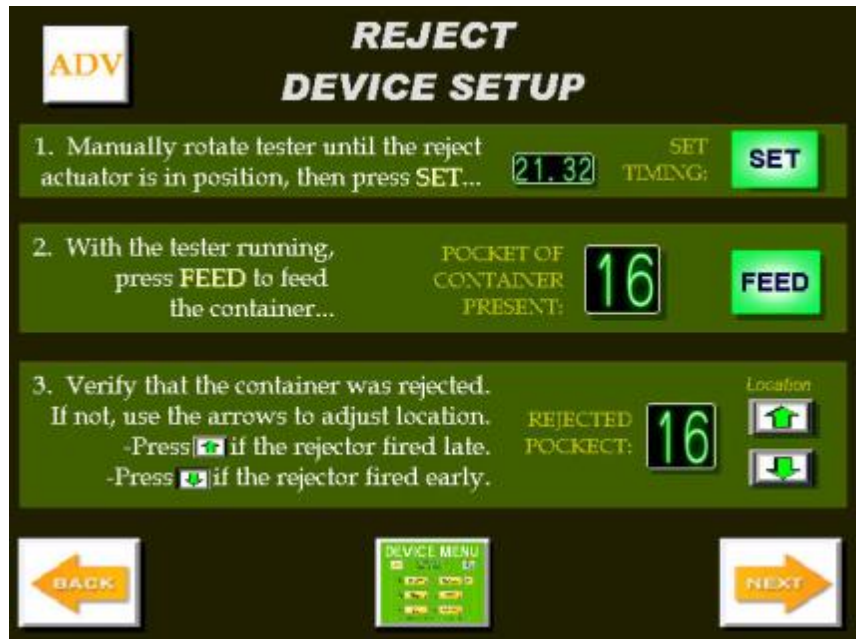 ADV
REJECT
DEVICE SETUP
1. Manually rotate tester until the reject
actuator is in position, then press SET...
21.32
SET
TIMING:
SET
2. With the tester running,
press FEED to feed
the container...
POCKET OF
CONTAINER
PRESENT:
16
FEED
3. Verify that the container was rejected.
If not, use the arrows to adjust location.
-Press if the rejector fired late.
-Press if the rejector fired early.
REJECTED
POCKECT:
16
Location
BACK
DEVICE MENU
NEXT